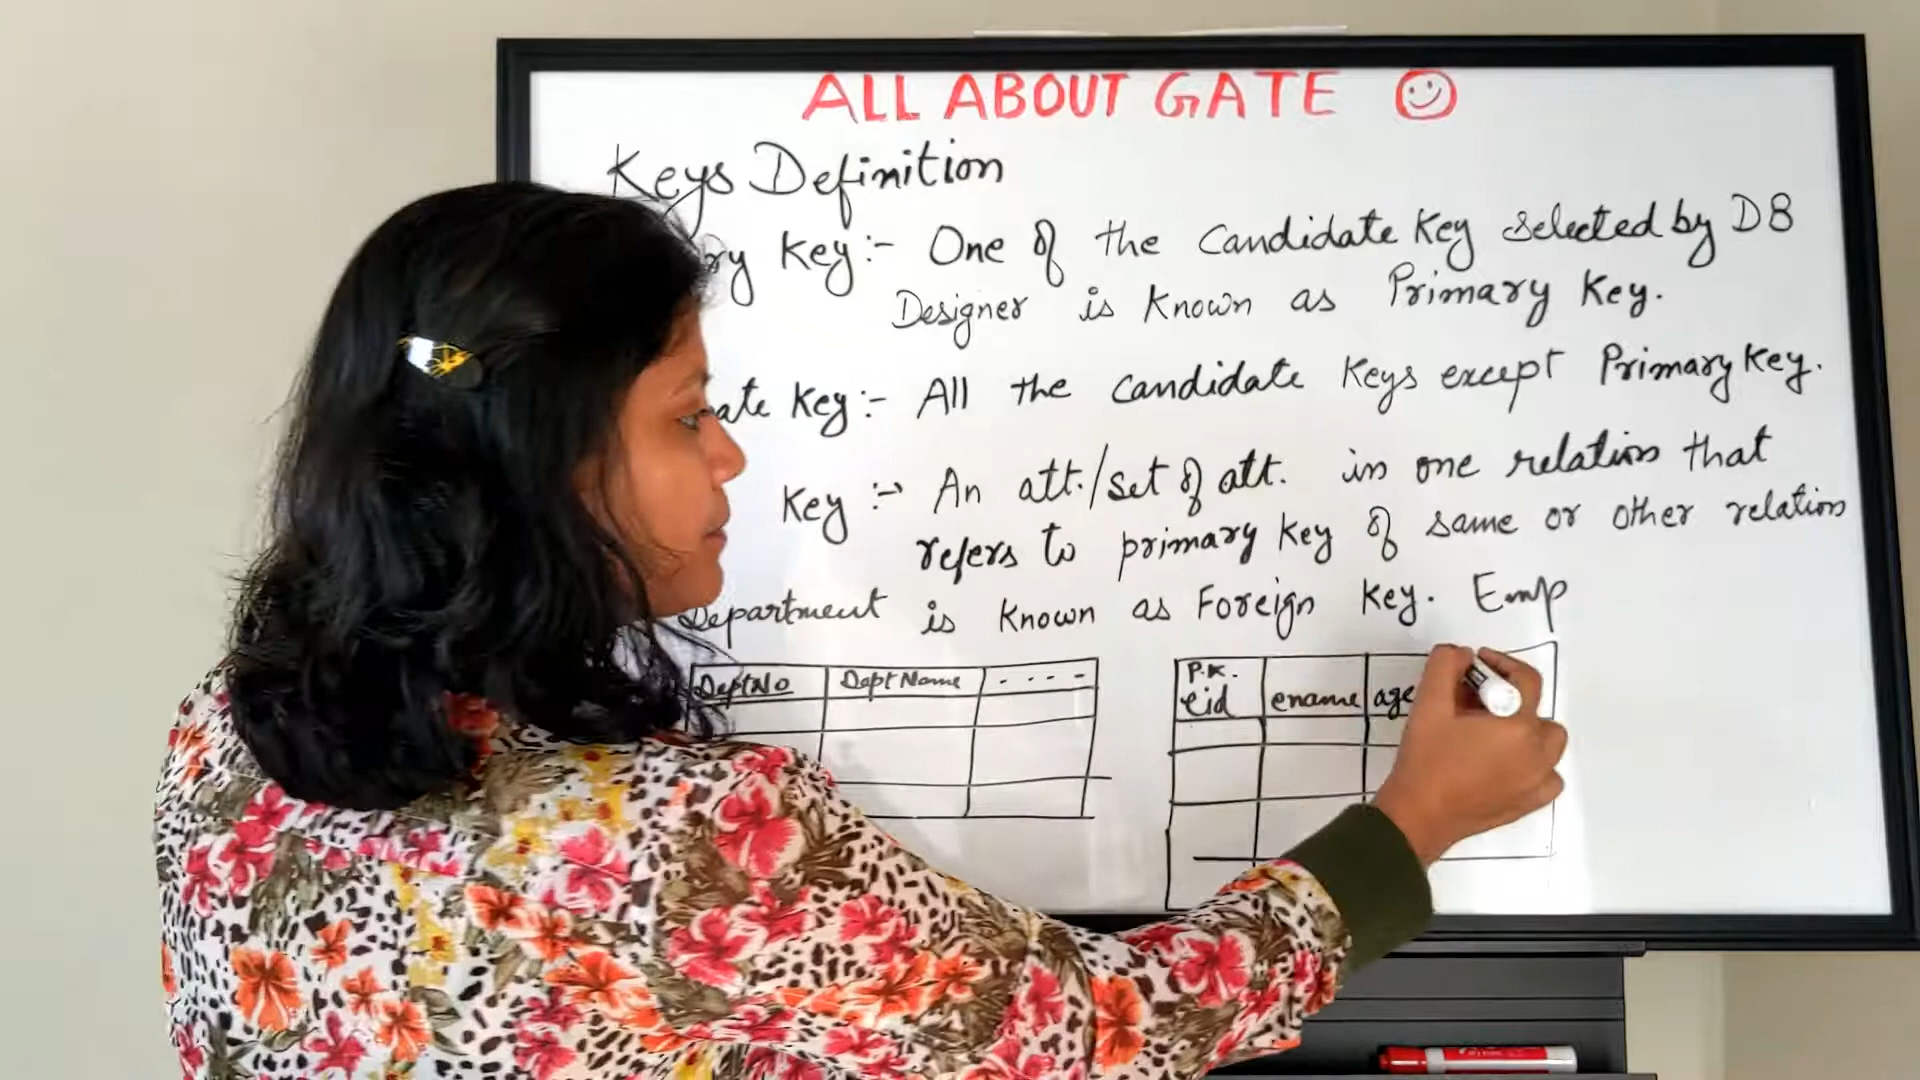 ALL ABOUT GATE
Keys Definition
ry Key:- One of the Candidate Key selected by DB
Designer is known as Primary Key.
ate Key:- All the candidate Keys except Primary Key.
Key :- An att./set of att. in one relation that
refers to primary key of same or other relation
Department is known as Foreign Key. Emp
DeptNo Dept Name - - - -
P.K.
eid ename age